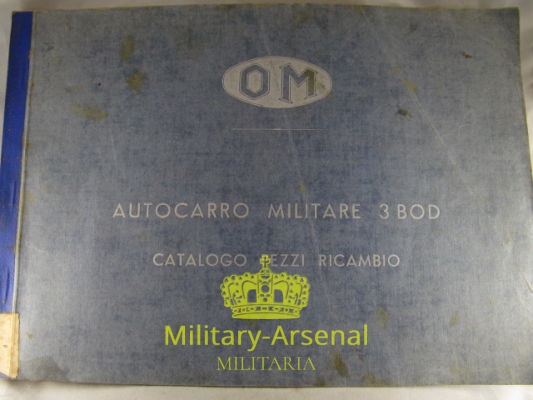 OM
AUTOCARRO MILITARE 3 BOD
CATALOGO PEZZI RICAMBIO
Military-Arsenal
MILITARIA